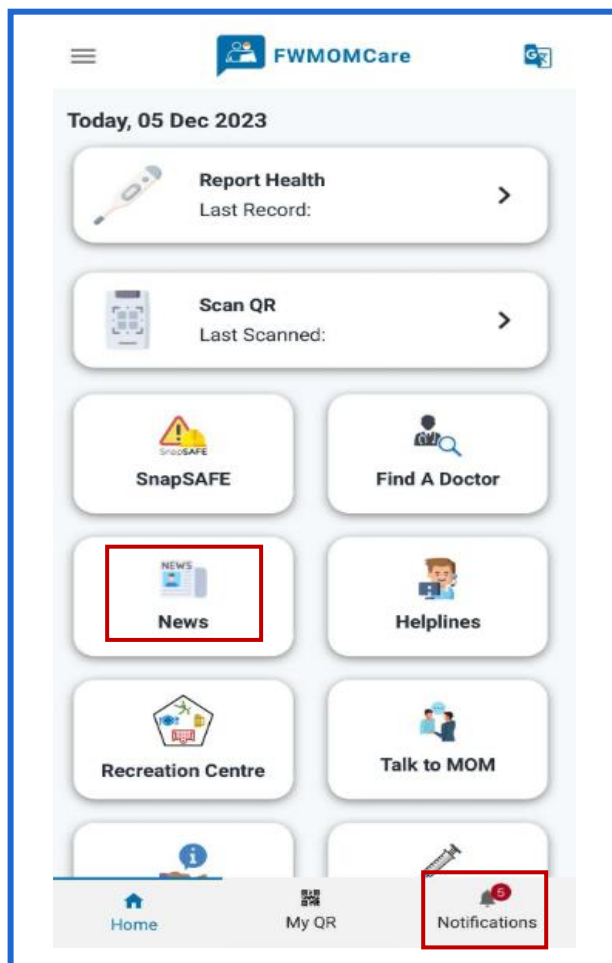 FWMOMCare
Today, 05 Dec 2023
Report Health
Last Record:
Scan QR
Last Scanned:
SnapSAFE
SnapSAFE
Find A Doctor
NEWS
News
Helplines
Recreation Centre
Talk to MOM
5
Home
My QR
Notifications